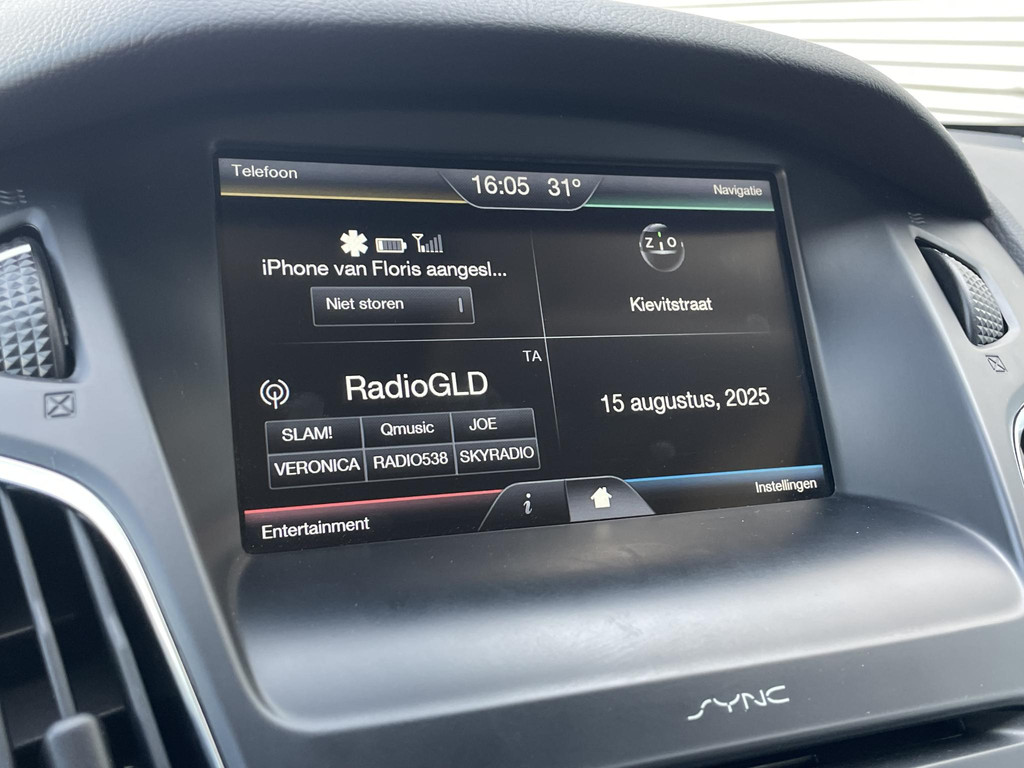 Telefoon
16:05 31°
Navigatie
iPhone van Floris aangesl...
Niet storen
Kievitstraat
TA
RadioGLD
15 augustus, 2025
SLAM! Qmusic JOE
VERONICA RADIO538 SKYRADIO
Entertainment
i
Instellingen
SYNC